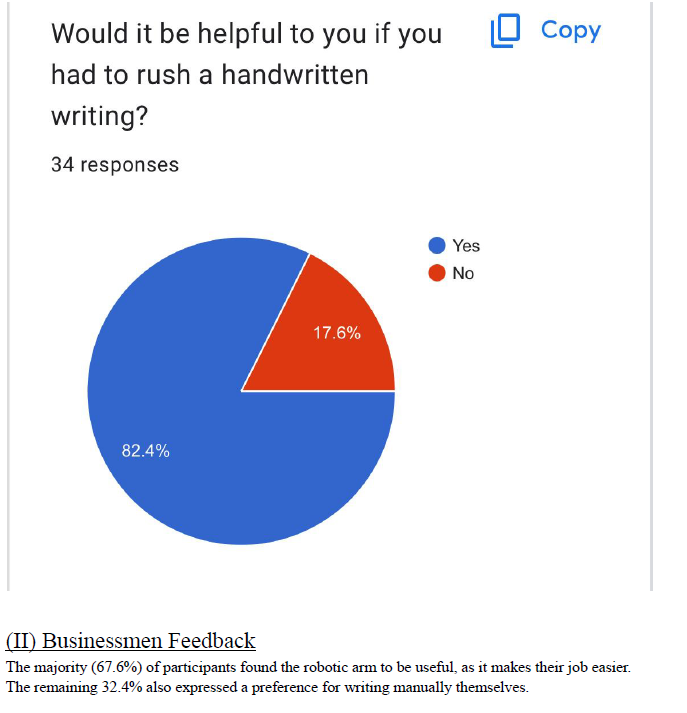 Would it be helpful to you if you
had to rush a handwritten
writing?
Copy
34 responses
Yes
No
17.6%
82.4%
(II) Businessmen Feedback
The majority (67.6%) of participants found the robotic arm to be useful, as it makes their job easier.
The remaining 32.4% also expressed a preference for writing manually themselves.